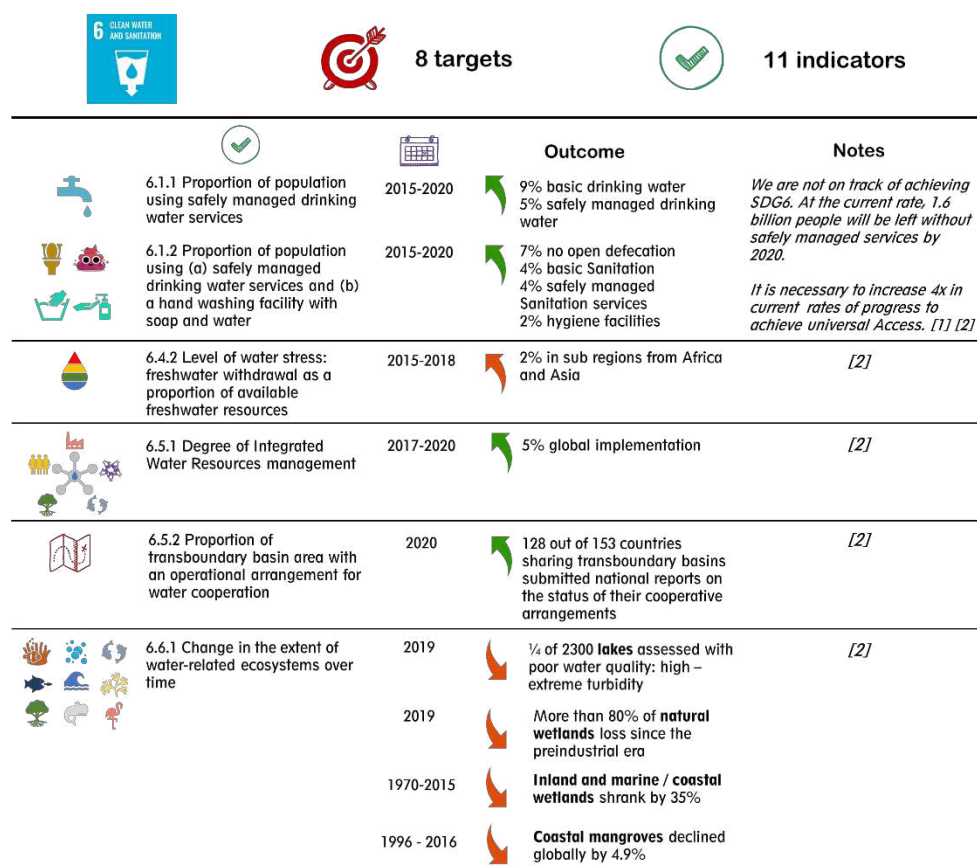 6 CLEAN WATER
AND SANITATION
8 targets
11 indicators
Outcome
Notes
6.1.1 Proportion of population
using safely managed drinking
water services
2015-2020
9% basic drinking water
5% safely managed drinking
water
We are not on track of achieving
SDG6. At the current rate, 1.6
billion people will be left without
safely managed services by
2020.
6.1.2 Proportion of population
using (a) safely managed
drinking water services and (b)
a hand washing facility with
soap and water
2015-2020
7% no open defecation
4% basic Sanitation
4% safely managed
Sanitation services
2% hygiene facilities
It is necessary to increase 4x in
current rates of progress to
achieve universal Access. [1] [2]
6.4.2 Level of water stress:
freshwater withdrawal as a
proportion of available
freshwater resources
2015-2018
2% in sub regions from Africa
and Asia
[2]
6.5.1 Degree of Integrated
Water Resources management
2017-2020
5% global implementation
[2]
6.5.2 Proportion of
transboundary basin area with
an operational arrangement for
water cooperation
2020
128 out of 153 countries
sharing transboundary basins
submitted national reports on
the status of their cooperative
arrangements
[2]
6.6.1 Change in the extent of
water-related ecosystems over
time
2019
¼ of 2300 lakes assessed with
poor water quality: high –
extreme turbidity
[2]
2019
More than 80% of natural
wetlands loss since the
preindustrial era
1970-2015
Inland and marine / coastal
wetlands shrank by 35%
1996 - 2016
Coastal mangroves declined
globally by 4.9%